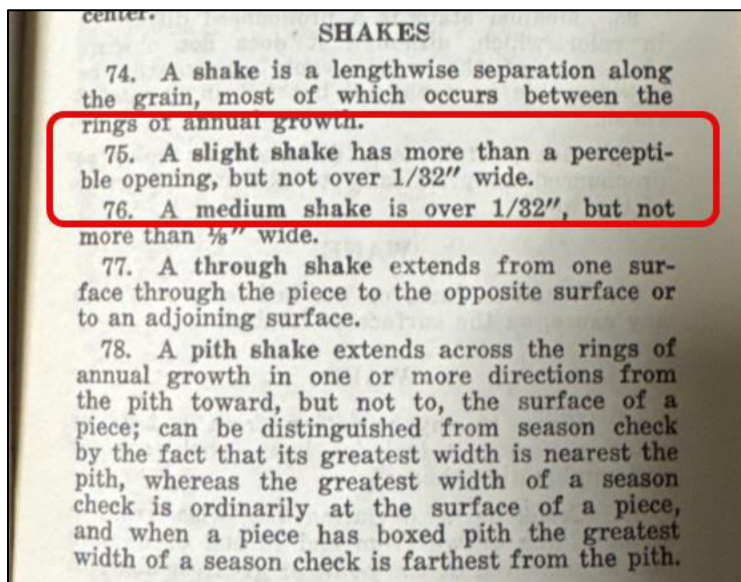 center.
SHAKES
74. A shake is a lengthwise separation along
the grain, most of which occurs between the
rings of annual growth.
75. A slight shake has more than a percepti-
ble opening, but not over 1/32″ wide.
76. A medium shake is over 1/32″, but not
more than ⅛″ wide.
77. A through shake extends from one sur-
face through the piece to the opposite surface or
to an adjoining surface.
78. A pith shake extends across the rings of
annual growth in one or more directions from
the pith toward, but not to, the surface of a
piece; can be distinguished from season check
by the fact that its greatest width is nearest the
pith, whereas the greatest width of a season
check is ordinarily at the surface of a piece,
and when a piece has boxed pith the greatest
width of a season check is farthest from the pith.